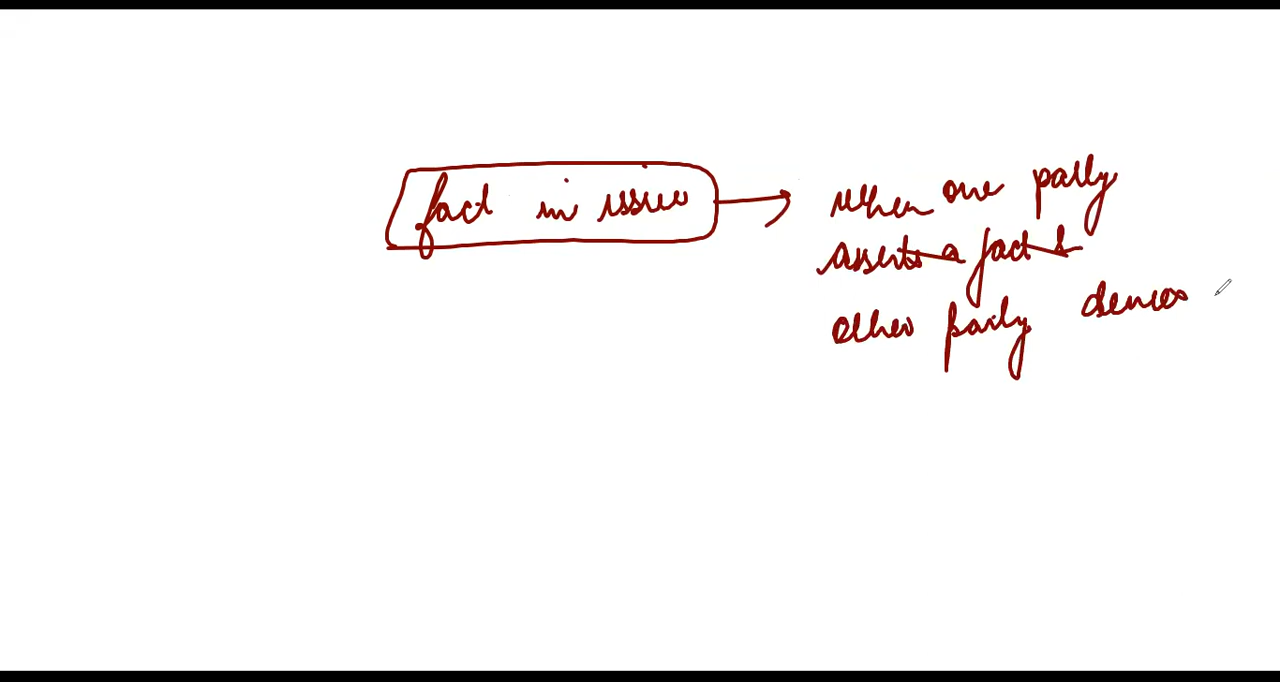 fact in issue
when one party
asserts a fact &
other party denies